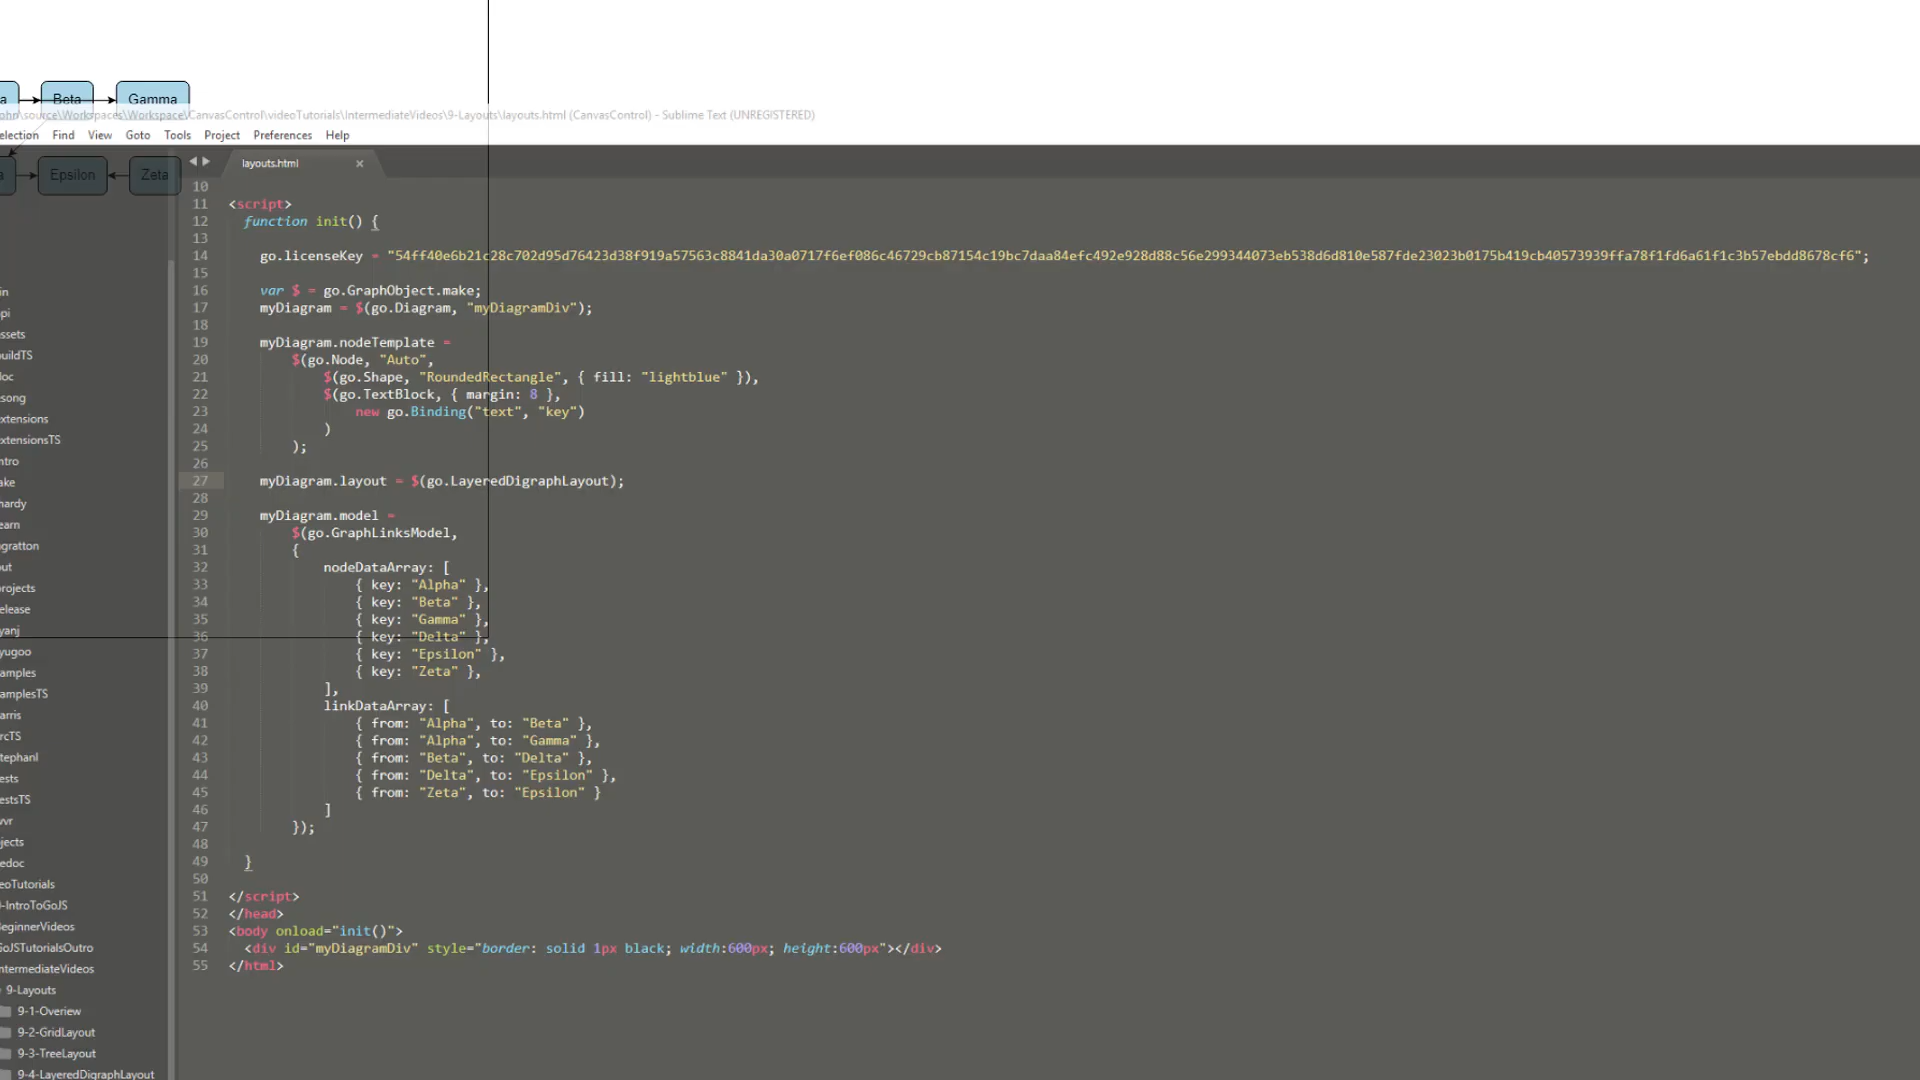 a Beta Gamma
ohn\source\Workspaces\Workspace\CanvasControl\videoTutorials\IntermediateVideos\9-Layouts\layouts.html (CanvasControl) - Sublime Text (UNREGISTERED)
election Find View Goto Tools Project Preferences Help
layouts.html
a Epsilon Zeta
in
pi
ssets
uildTS
oc
song
xtensions
xtensionsTS
ntro
ake
hardy
earn
gratton
out
rojects
elease
yanj
yugoo
amples
amplesTS
arris
rcTS
tephanl
ests
estsTS
vr
jects
edoc
eoTutorials
-IntroToGoJS
eginnerVideos
GoJSTutorialsOutro
ntermediateVideos
9-Layouts
9-1-Overiew
9-2-GridLayout
9-3-TreeLayout
9-4-LayeredDigraphLayout
10
11 <script>
12 function init() {
13
14 go.licenseKey = "54ff40e6b21c28c702d95d76423d38f919a57563c8841da30a0717f6ef086c46729cb87154c19bc7daa84efc492e928d88c56e299344073eb538d6d810e587fde23023b0175b419cb40573939ffa78f1fd6a61f1c3b57ebdd8678cf6";
15
16 var $ = go.GraphObject.make;
17 myDiagram = $(go.Diagram, "myDiagramDiv");
18
19 myDiagram.nodeTemplate =
20 $(go.Node, "Auto",
21 $(go.Shape, "RoundedRectangle", { fill: "lightblue" }),
22 $(go.TextBlock, { margin: 8 },
23 new go.Binding("text", "key")
24 )
25 );
26
27 myDiagram.layout = $(go.LayeredDigraphLayout);
28
29 myDiagram.model =
30 $(go.GraphLinksModel,
31 {
32 nodeDataArray: [
33 { key: "Alpha" },
34 { key: "Beta" },
35 { key: "Gamma" },
36 { key: "Delta" },
37 { key: "Epsilon" },
38 { key: "Zeta" },
39 ],
40 linkDataArray: [
41 { from: "Alpha", to: "Beta" },
42 { from: "Alpha", to: "Gamma" },
43 { from: "Beta", to: "Delta" },
44 { from: "Delta", to: "Epsilon" },
45 { from: "Zeta", to: "Epsilon" }
46 ]
47 });
48
49 }
50
51 </script>
52 </head>
53 <body onload="init()">
54 <div id="myDiagramDiv" style="border: solid 1px black; width:600px; height:600px"></div>
55 </html>